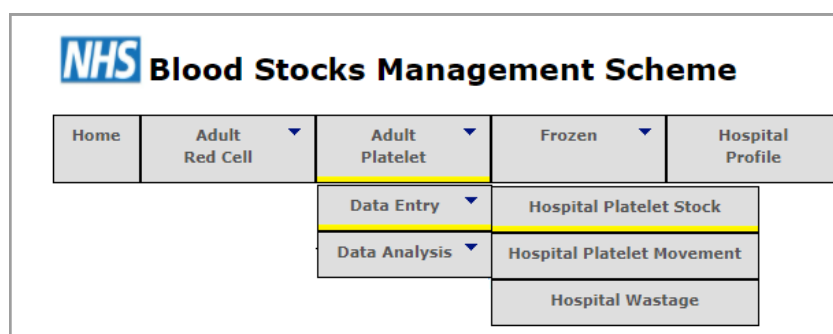 NHS Blood Stocks Management Scheme
Home
Adult
Red Cell
Adult
Platelet
Frozen
Hospital
Profile
Data Entry
Hospital Platelet Stock
Data Analysis
Hospital Platelet Movement
Hospital Wastage